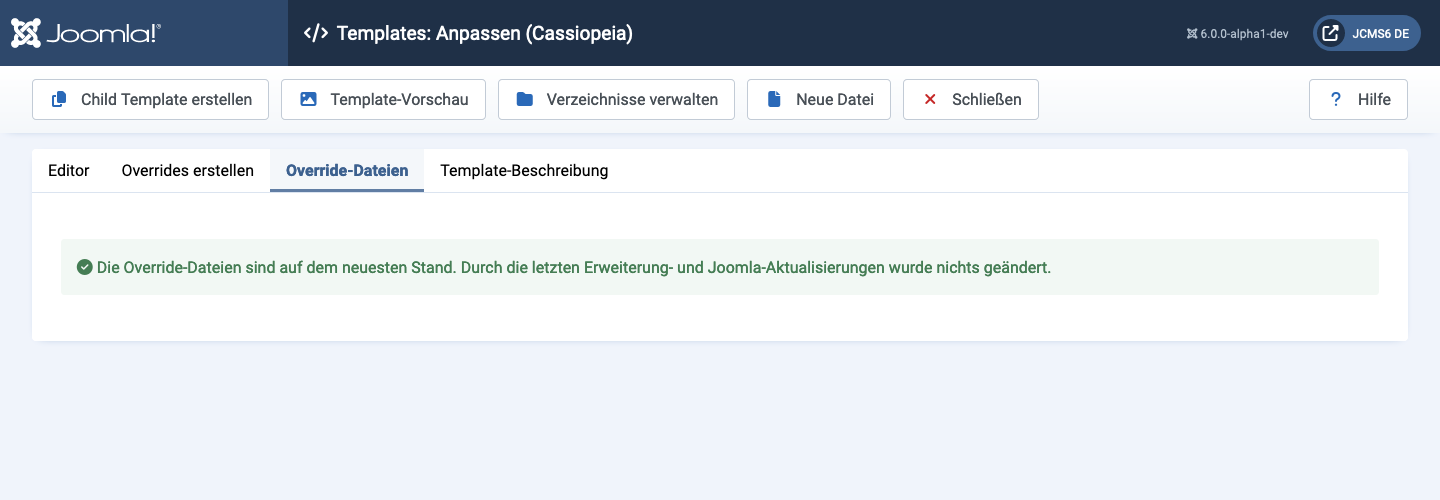 Joomla!®
Templates: Anpassen (Cassiopeia)
6.0.0-alpha1-dev
JCMS6 DE
Child Template erstellen
Template-Vorschau
Verzeichnisse verwalten
Neue Datei
Schließen
? Hilfe
Editor
Overrides erstellen
Override-Dateien
Template-Beschreibung
Die Override-Dateien sind auf dem neuesten Stand. Durch die letzten Erweiterung- und Joomla-Aktualisierungen wurde nichts geändert.